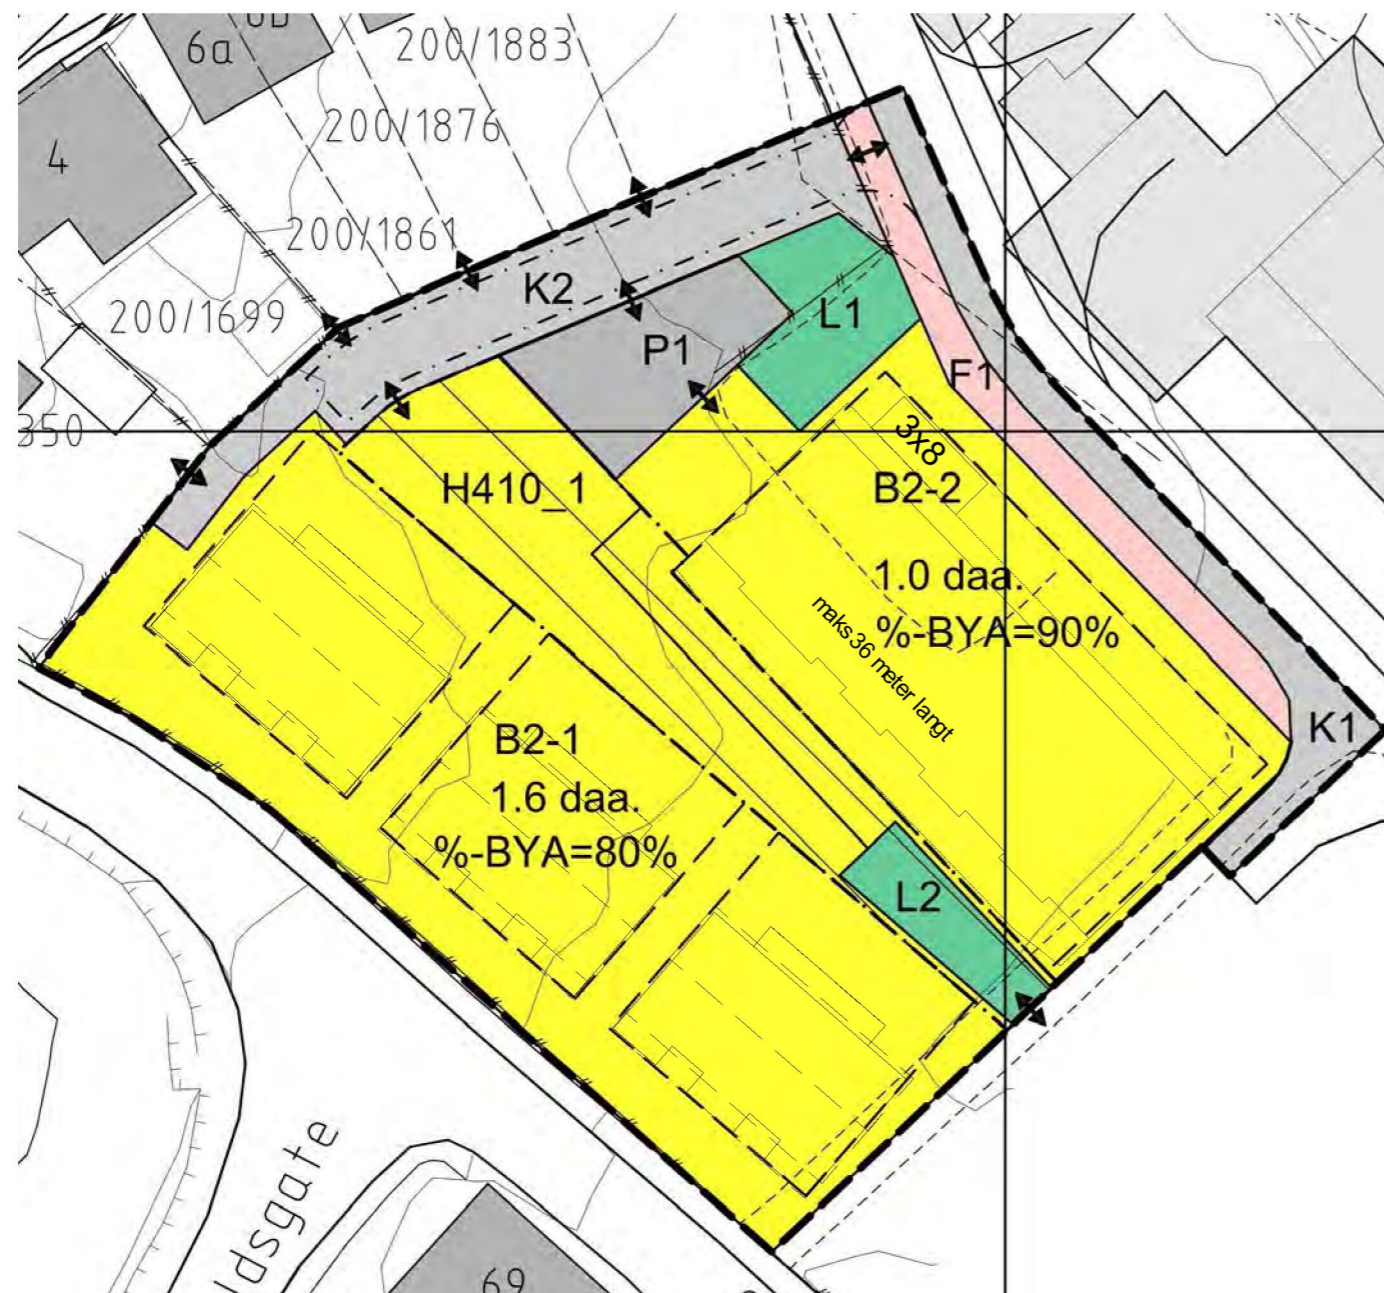 6a
200/1883
200/1876
4
200/1861
K2
200/1699
L1
P1
F1
350
3x8
H410_1
B2-2
1.0 daa.
maks 36 meter langt
%-BYA=90%
B2-1
K1
1.6 daa.
%-BYA=80%
L2
ldsgate
69